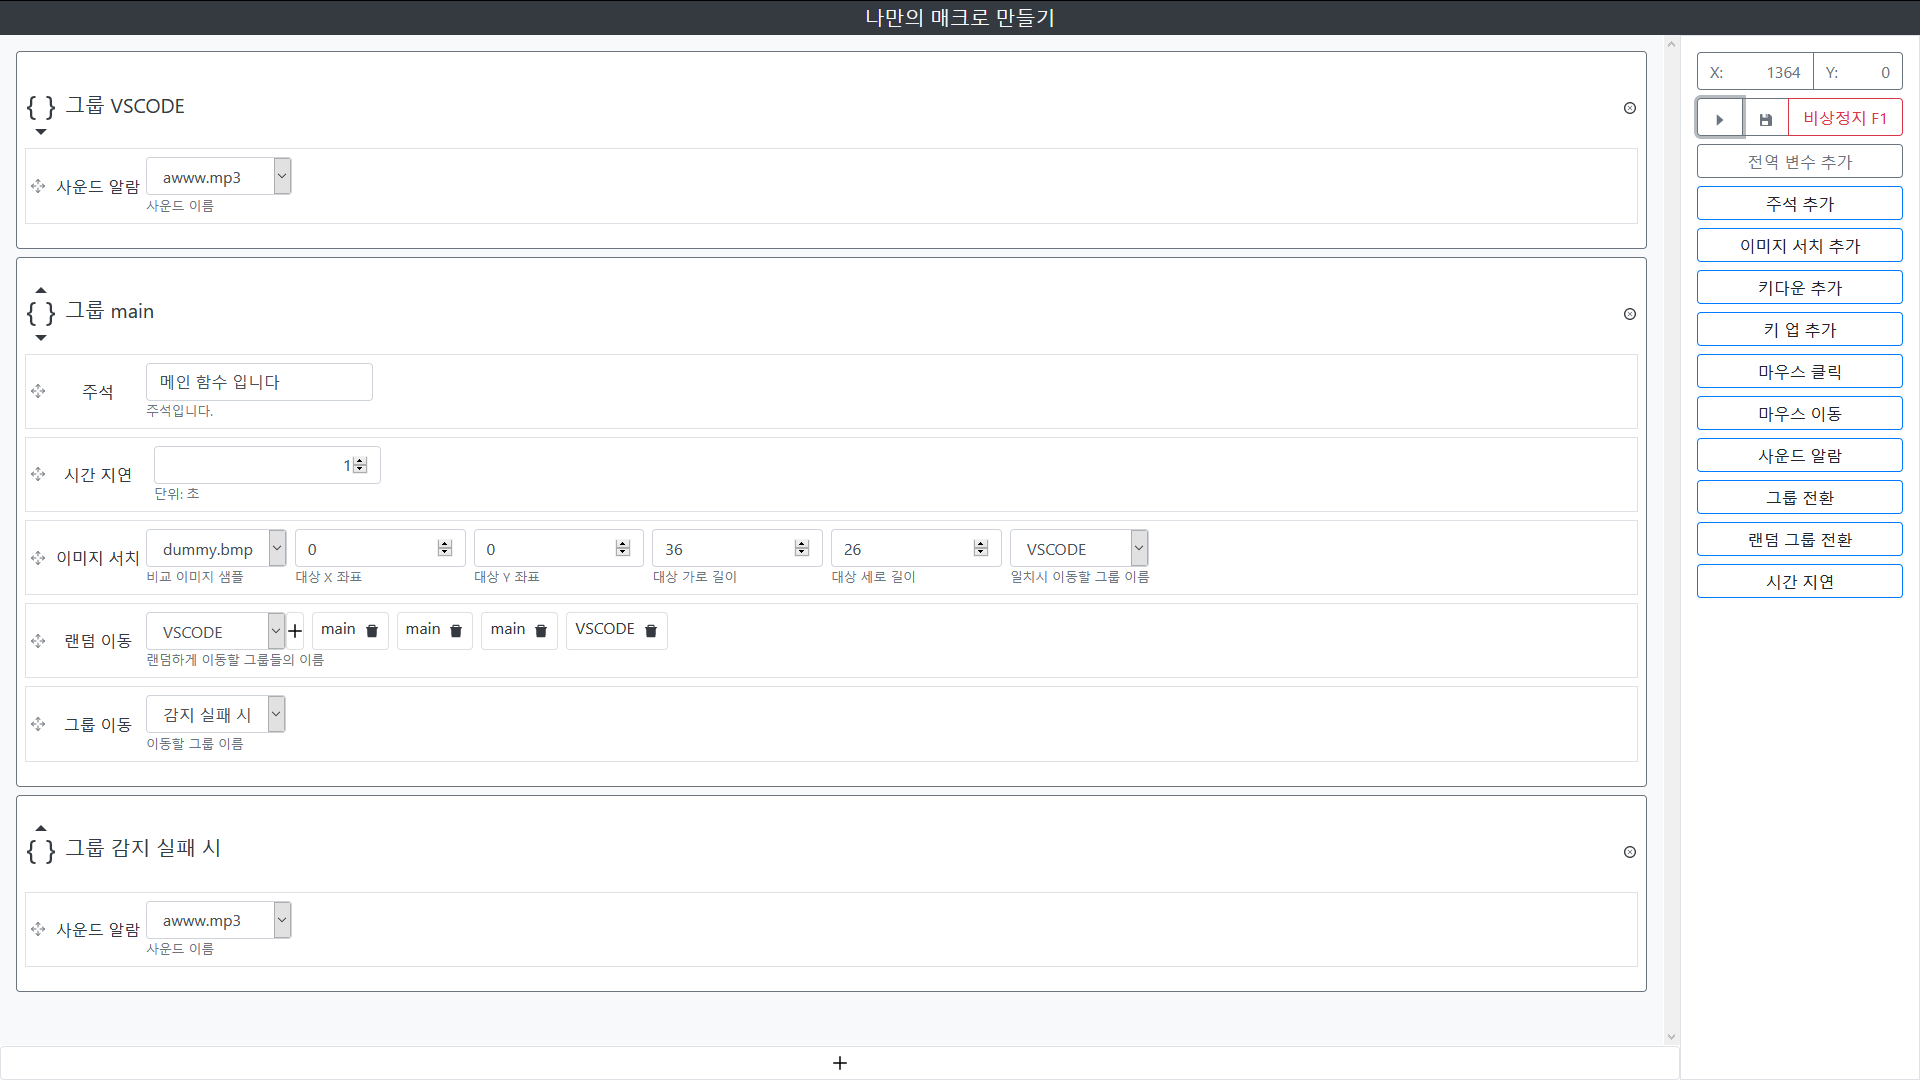 나만의 매크로 만들기
{ } 그룹 VSCODE
사운드 알람 awww.mp3
사운드 이름
{ } 그룹 main
주석 메인 함수 입니다
주석입니다.
시간 지연 1
단위: 초
이미지 서치 dummy.bmp 0 0 36 26 VSCODE
비교 이미지 샘플 대상 X 좌표 대상 Y 좌표 대상 가로 길이 대상 세로 길이 일치시 이동할 그룹 이름
랜덤 이동 VSCODE + main main main VSCODE
랜덤하게 이동할 그룹들의 이름
그룹 이동 감지 실패 시
이동할 그룹 이름
{ } 그룹 감지 실패 시
사운드 알람 awww.mp3
사운드 이름
+
X: 1364 Y: 0
비상정지 F1
전역 변수 추가
주석 추가
이미지 서치 추가
키다운 추가
키 업 추가
마우스 클릭
마우스 이동
사운드 알람
그룹 전환
랜덤 그룹 전환
시간 지연